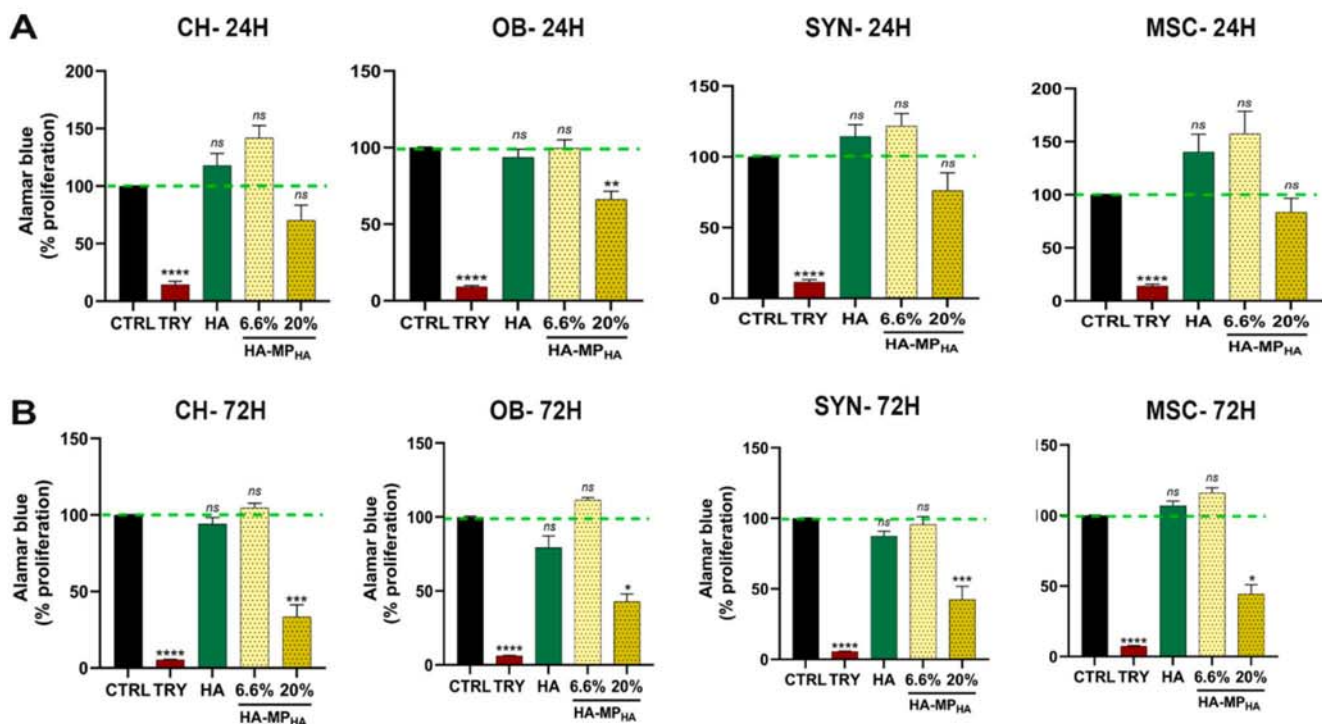 A
CH- 24H
OB- 24H
SYN- 24H
MSC- 24H
Alamar blue
(% proliferation)
200
150
100
50
0
ns
ns
ns
****
CTRL TRY HA 6.6% 20%
HA-MPHA
150
100
50
0
ns
ns
**
****
CTRL TRY HA 6.6% 20%
HA-MPHA
150
100
50
0
ns
ns
ns
****
CTRL TRY HA 6.6% 20%
HA-MPHA
200
150
100
50
0
ns
ns
ns
****
CTRL TRY HA 6.6% 20%
HA-MPHA
B
CH- 72H
OB- 72H
SYN- 72H
MSC- 72H
Alamar blue
(% proliferation)
150
100
50
0
ns
ns
***
****
CTRL TRY HA 6.6% 20%
HA-MPHA
Alamar blue
(% proliferation)
150
100
50
0
ns
ns
*
****
CTRL TRY HA 6.6% 20%
HA-MPHA
Alamar blue
(% proliferation)
150
100
50
0
ns
ns
***
****
CTRL TRY HA 6.6% 20%
HA-MPHA
50
00
50
0
ns
ns
*
****
CTRL TRY HA 6.6% 20%
HA-MPHA